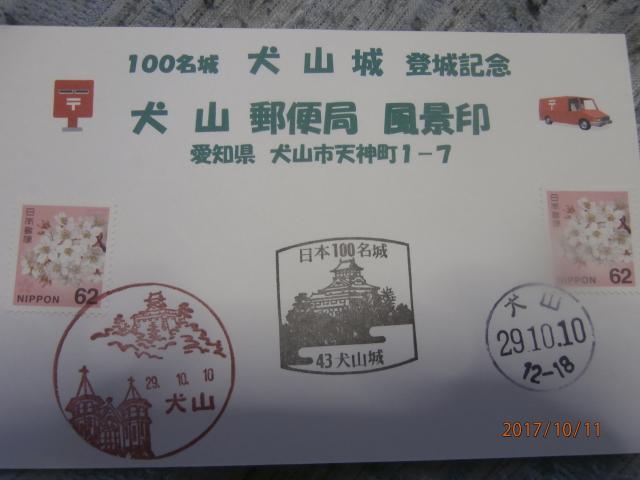 100名城 犬山城 登城記念
犬山郵便局 風景印
愛知県 犬山市天神町1-7
日本郵便
NIPPON 62
日本郵便
NIPPON 62
29.10.10
犬山
日本100名城
43犬山城
犬山
29.10.10
12-18
2017/10/11